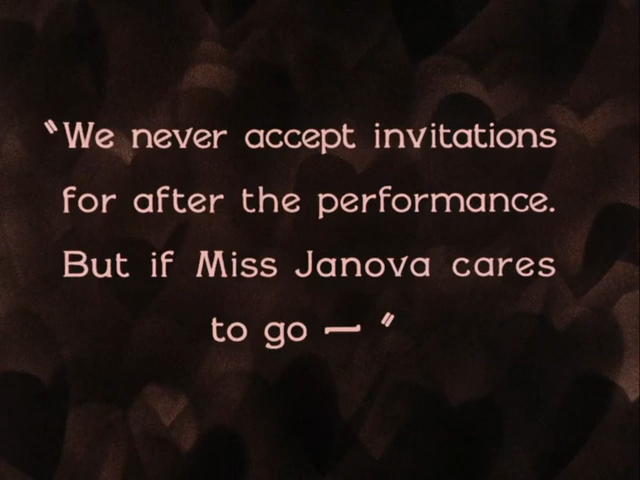 "We never accept invitations
for after the performance.
But if Miss Janova cares
to go — "